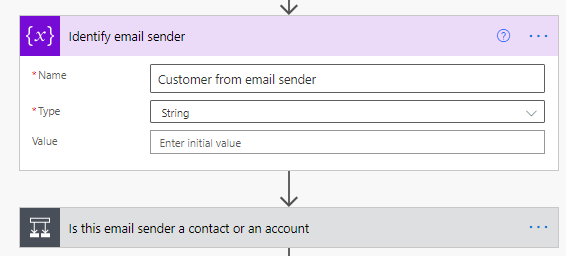 {x} Identify email sender
* Name Customer from email sender
* Type String
Value Enter initial value
Is this email sender a contact or an account